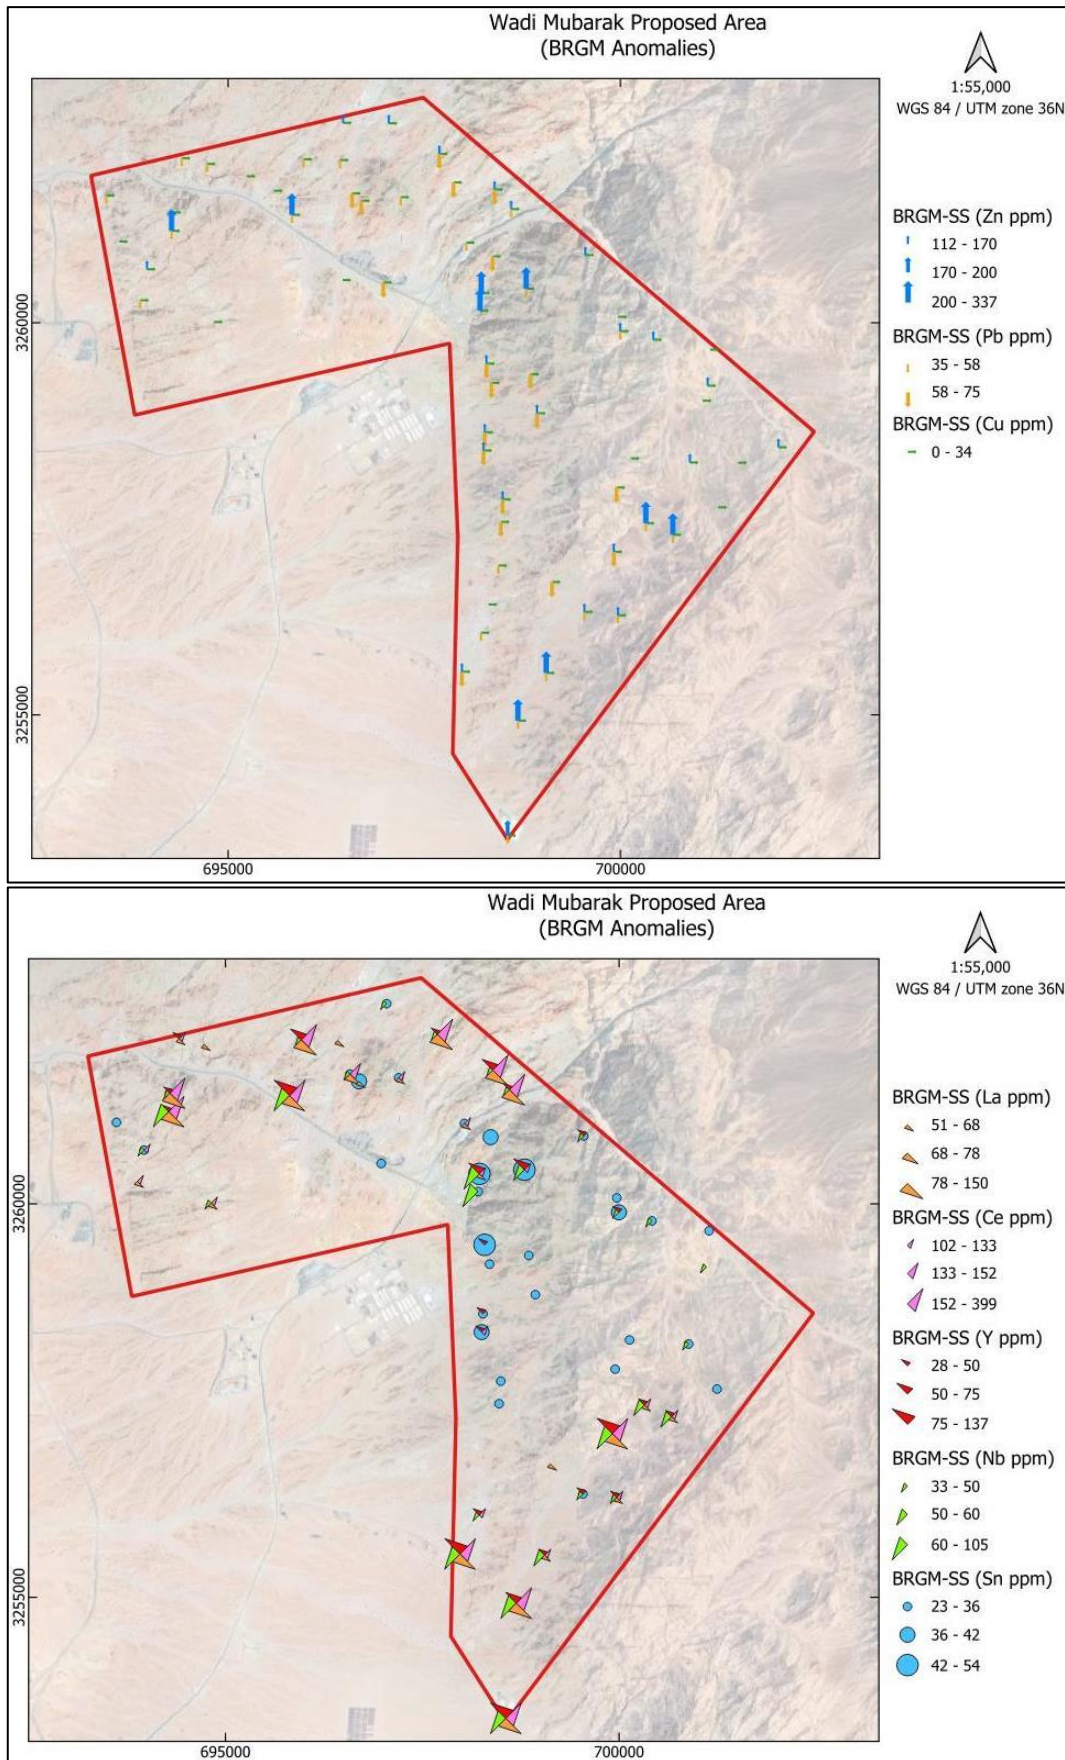 Wadi Mubarak Proposed Area
(BRGM Anomalies)
1:55,000
WGS 84 / UTM zone 36N
BRGM-SS (Zn ppm)
112 - 170
170 - 200
200 - 337
BRGM-SS (Pb ppm)
35 - 58
58 - 75
BRGM-SS (Cu ppm)
0 - 34
3260000
3255000
695000
700000
Wadi Mubarak Proposed Area
(BRGM Anomalies)
1:55,000
WGS 84 / UTM zone 36N
BRGM-SS (La ppm)
51 - 68
68 - 78
78 - 150
BRGM-SS (Ce ppm)
102 - 133
133 - 152
152 - 399
BRGM-SS (Y ppm)
28 - 50
50 - 75
75 - 137
BRGM-SS (Nb ppm)
33 - 50
50 - 60
60 - 105
BRGM-SS (Sn ppm)
23 - 36
36 - 42
42 - 54
3260000
3255000
695000
700000